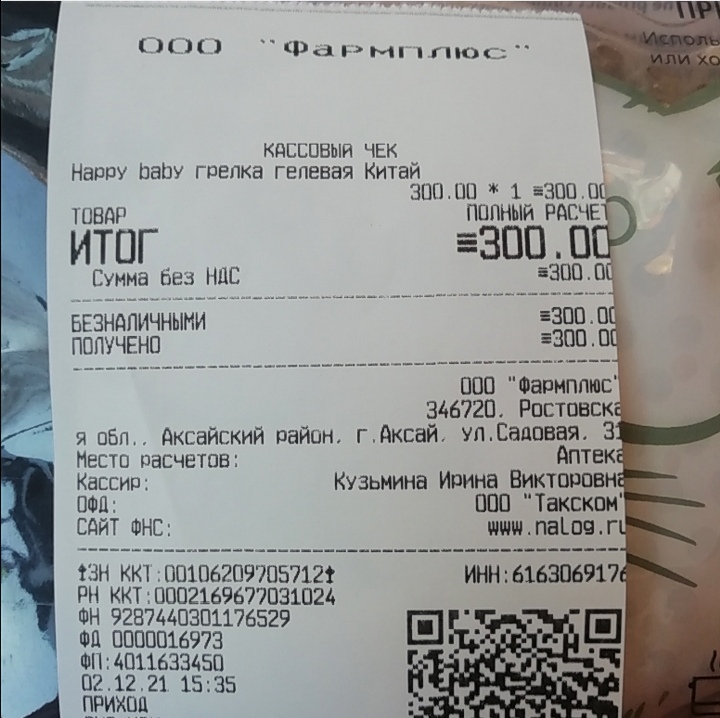 ООО "Фармплюс"
КАССОВЫЙ ЧЕК
Happy baby грелка гелевая Китай
300.00 * 1 ≡300.00
ТОВАР ПОЛНЫЙ РАСЧЕТ
ИТОГ ≡300.00
Сумма без НДС ≡300.00
БЕЗНАЛИЧНЫМИ ≡300.00
ПОЛУЧЕНО ≡300.00
ООО "Фармплюс"
346720, Ростовска
я обл., Аксайский район, г.Аксай, ул.Садовая, 31
Место расчетов: Аптека
Кассир: Кузьмина Ирина Викторовна
ОФД: ООО "Такском"
САЙТ ФНС: www.nalog.ru
ЗН ККТ:00106209705712 ИНН:6163069176
РН ККТ:0002169677031024
ФН 9287440301176529
ФД 0000016973
ФП:4011633450
02.12.21 15:35
ПРИХОД
ПРИ
Исполь
или хо